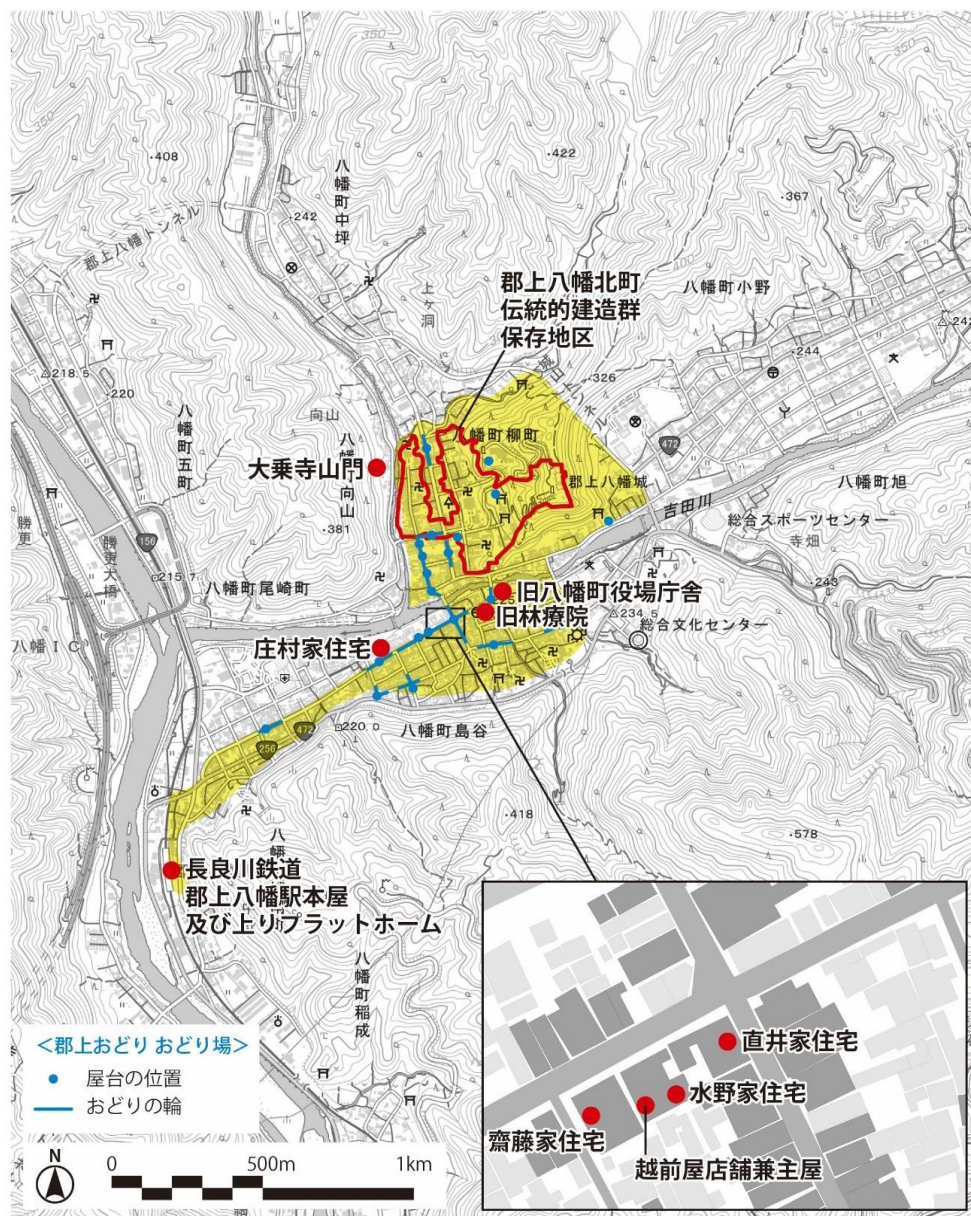 350
350
408
422
367
八幡町中坪
242
郡上八幡トンネル
上ヶ洞
郡上八幡北町
伝統的建造群
保存地区
八幡町小野
400
326
244
218.5
220
向山
八幡町柳町
472
八幡町五町
大乗寺山門
八幡町向山
郡上八幡城
吉田川
八幡町旭
381
総合スポーツセンター
寺畑
勝更
勝更大橋
156
215.7
八幡町尾崎町
243
旧八幡町役場庁舎
旧林療院
234.5
総合文化センター
八幡IC
庄村家住宅
220
八幡町島谷
472
256
418
578
長良川鉄道
郡上八幡駅本屋
及び上りプラットホーム
八幡町稲成
<郡上おどり おどり場>
屋台の位置
おどりの輪
N
0
500m
1km
直井家住宅
水野家住宅
齋藤家住宅
越前屋店舗兼主屋